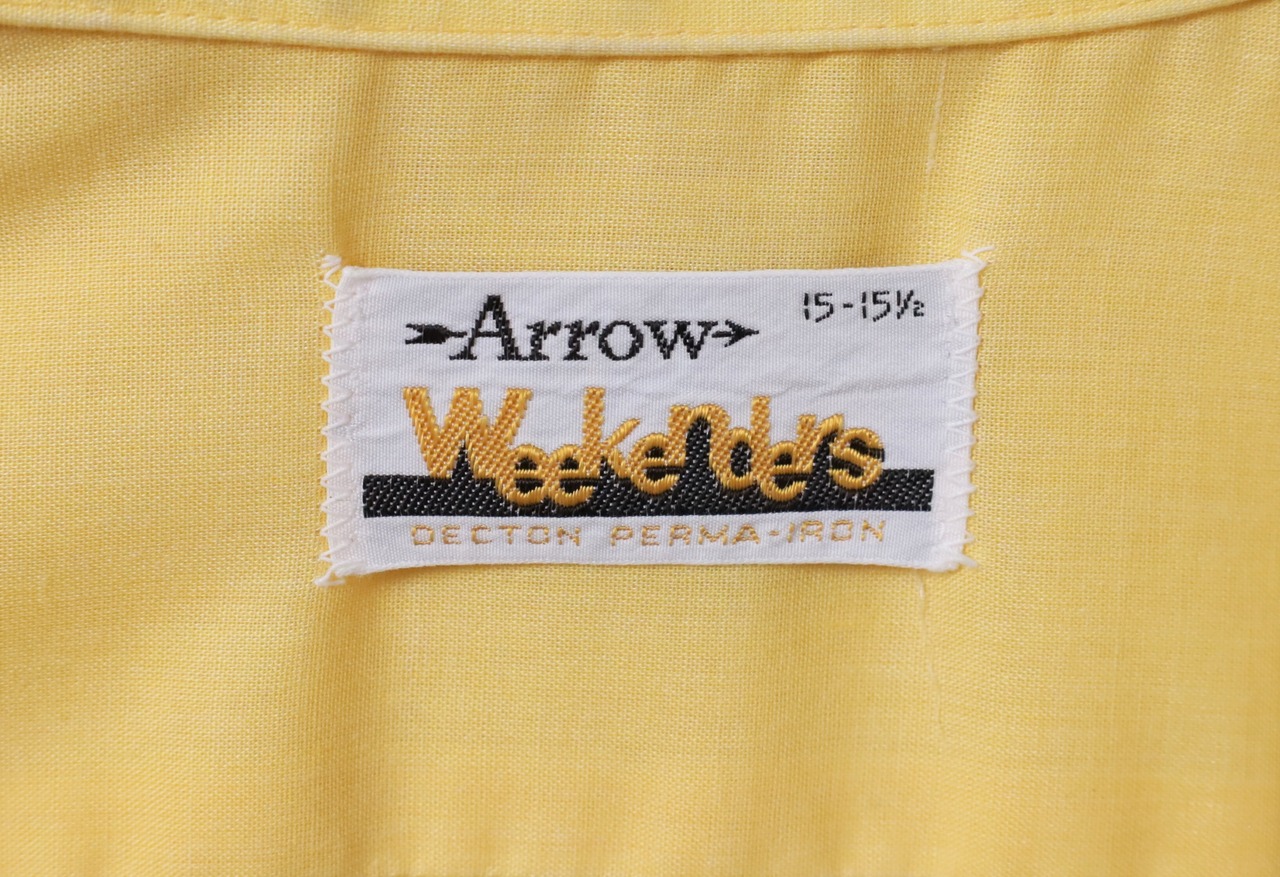 Arrow 15-15½
Weekenders
DECTON PERMA-IRON